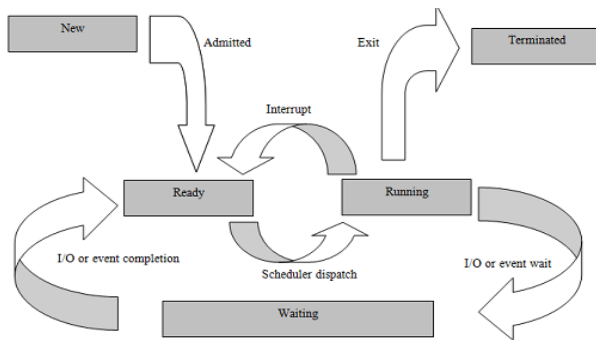 New
Admitted
Exit
Terminated
Interrupt
Ready
Running
I/O or event completion
Scheduler dispatch
I/O or event wait
Waiting